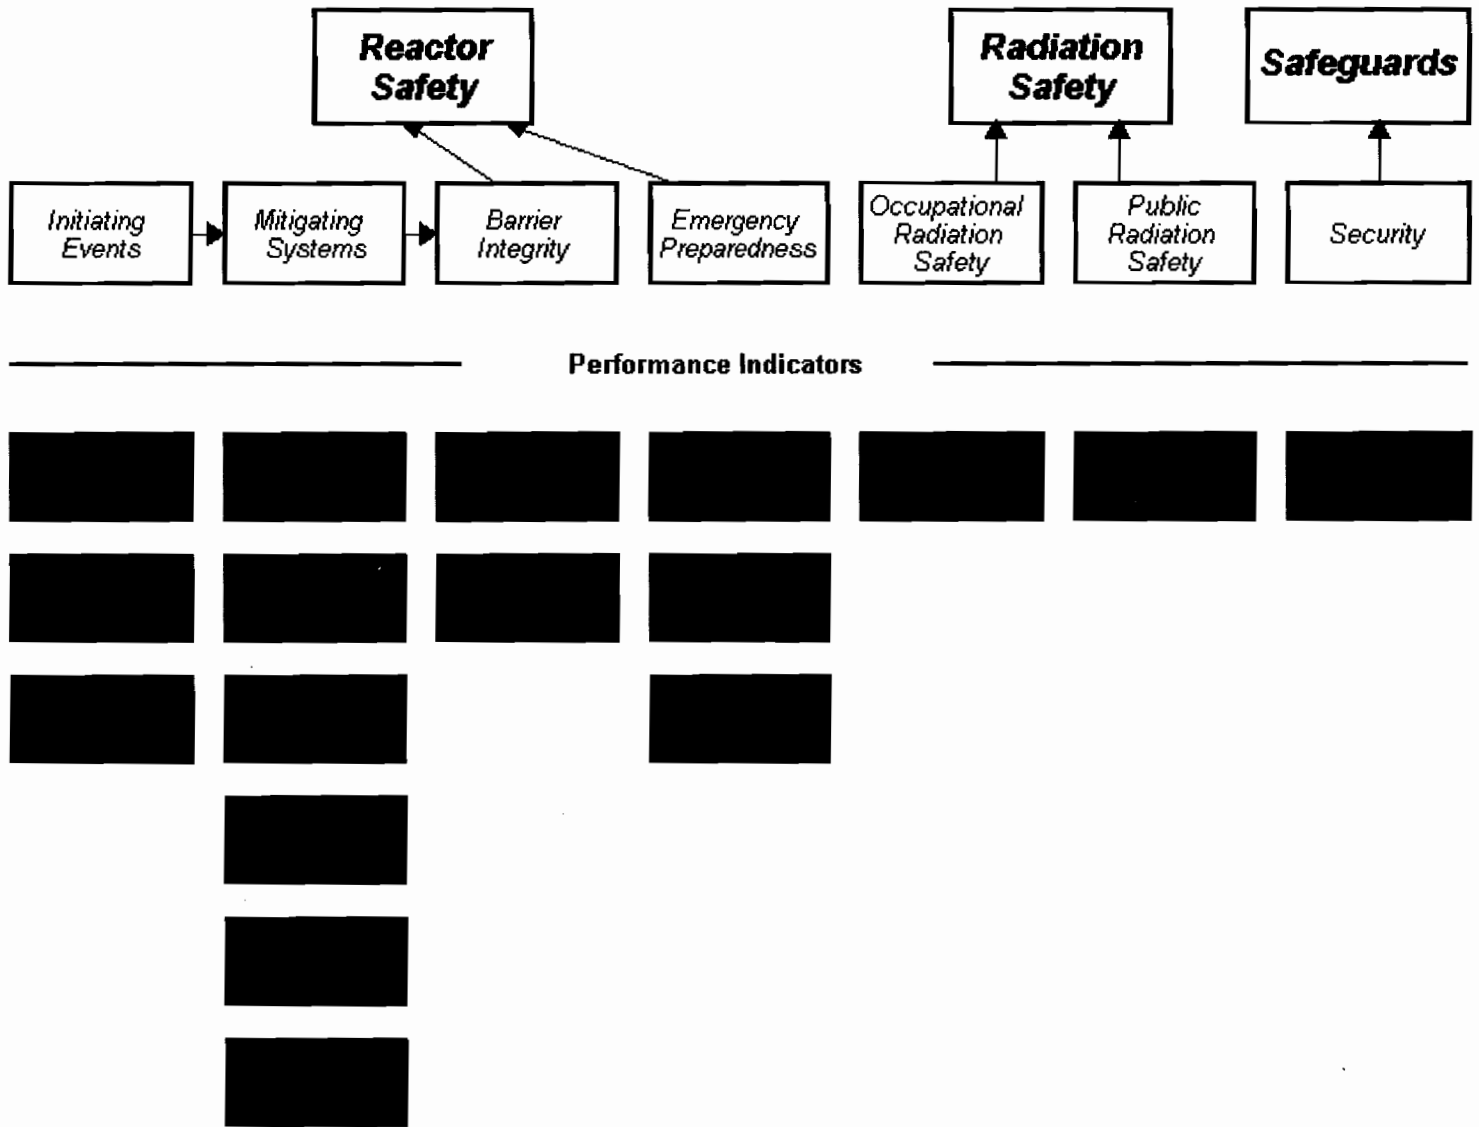 Reactor
Safety
Radiation
Safety
Safeguards
Initiating
Events
Mitigating
Systems
Barrier
Integrity
Emergency
Preparedness
Occupational
Radiation
Safety
Public
Radiation
Safety
Security
Performance Indicators